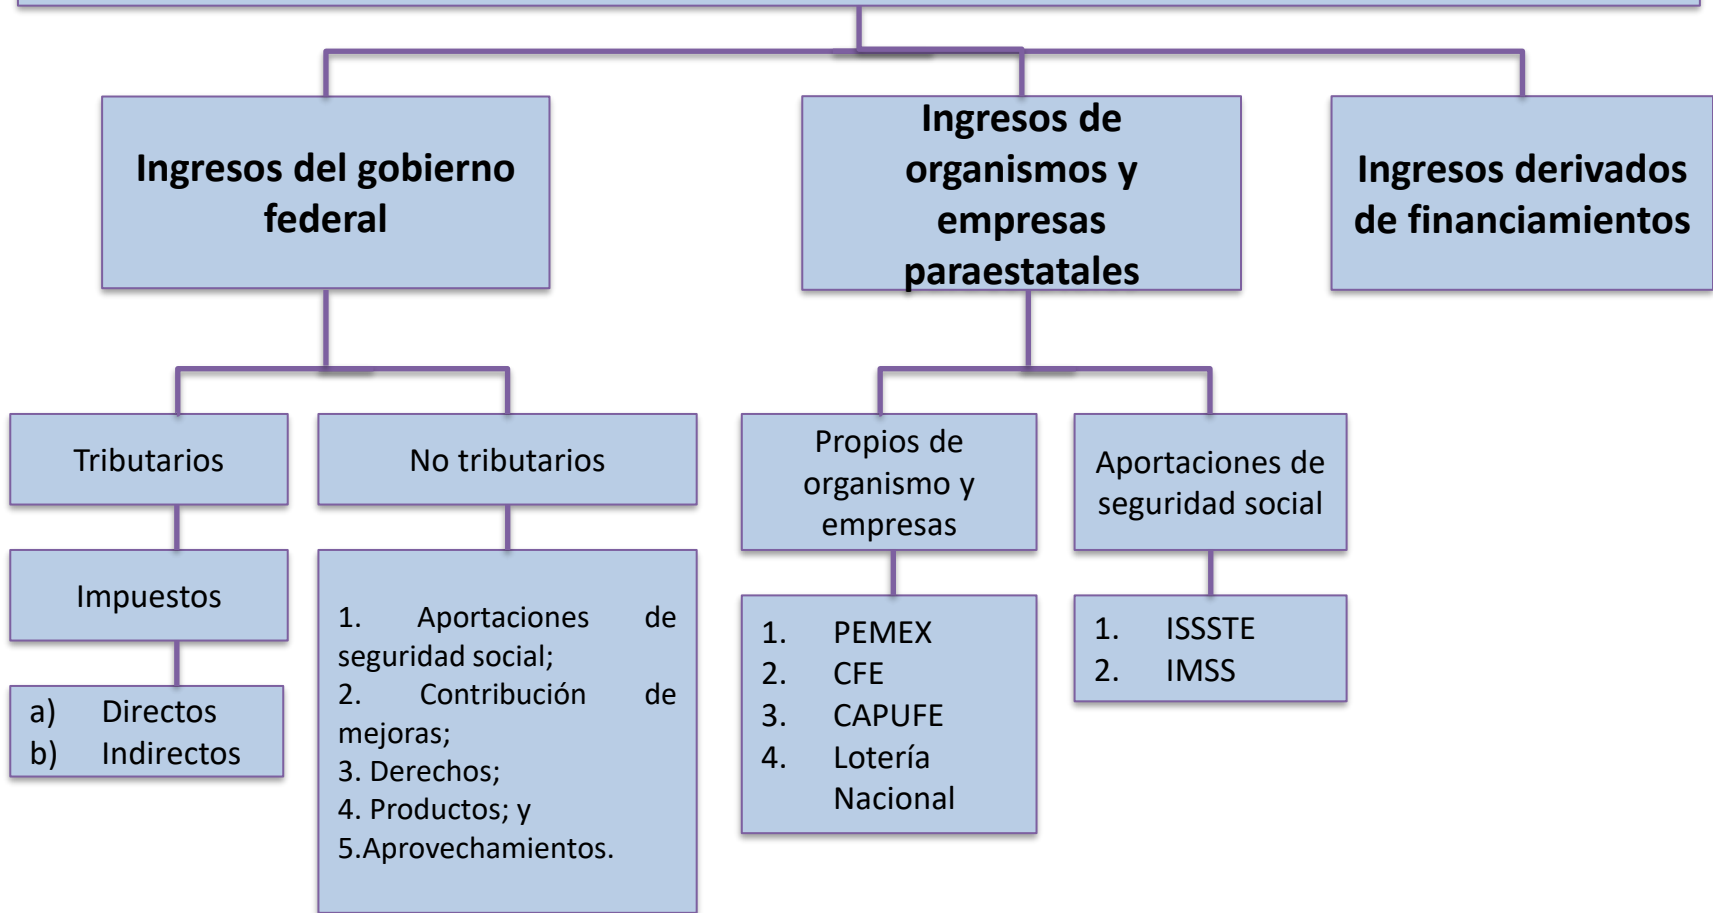 Ingresos del gobierno
federal
Ingresos de
organismos y
empresas
paraestatales
Ingresos derivados
de financiamientos
Tributarios
No tributarios
Propios de
organismo y
empresas
Aportaciones de
seguridad social
Impuestos
1. Aportaciones de
seguridad social;
2. Contribución de
mejoras;
3. Derechos;
4. Productos; y
5.Aprovechamientos.
1. PEMEX
2. CFE
3. CAPUFE
4. Lotería
Nacional
1. ISSSTE
2. IMSS
a) Directos
b) Indirectos